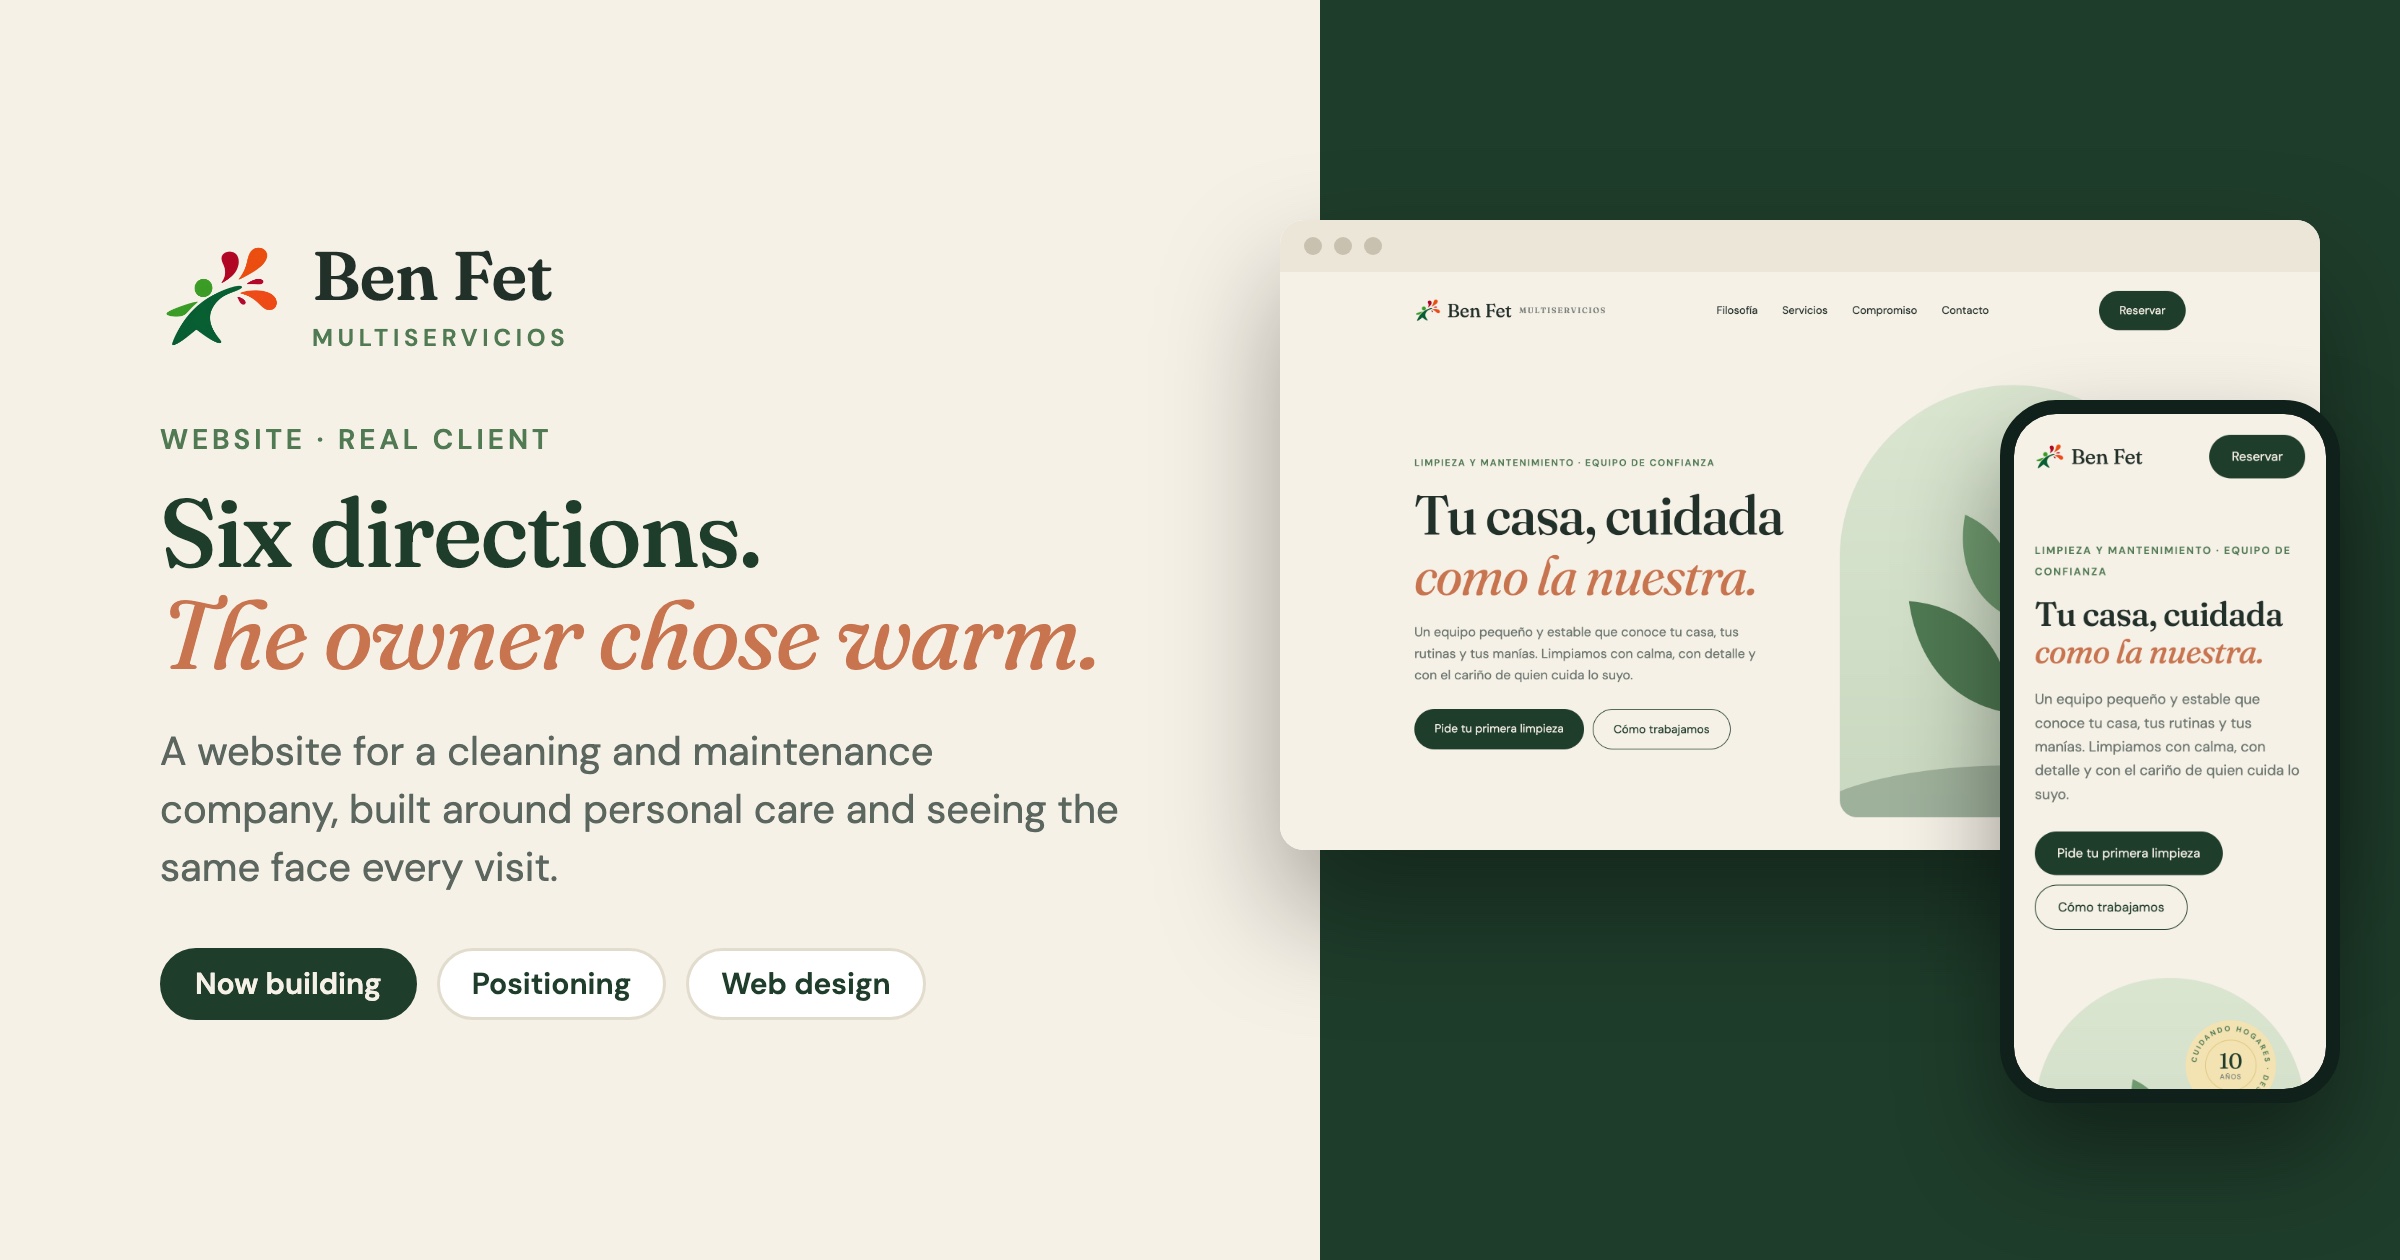 Ben Fet
MULTISERVICIOS
WEBSITE · REAL CLIENT
Six directions.
The owner chose warm.
A website for a cleaning and maintenance
company, built around personal care and seeing the
same face every visit.
Now building
Positioning
Web design
Ben Fet MULTISERVICIOS
Filosofía
Servicios
Compromiso
Contacto
Reservar
LIMPIEZA Y MANTENIMIENTO · EQUIPO DE CONFIANZA
Tu casa, cuidada
como la nuestra.
Un equipo pequeño y estable que conoce tu casa, tus
rutinas y tus manías. Limpiamos con calma, con detalle y
con el cariño de quien cuida lo suyo.
Pide tu primera limpieza
Cómo trabajamos
Ben Fet
Reservar
LIMPIEZA Y MANTENIMIENTO · EQUIPO DE
CONFIANZA
Tu casa, cuidada
como la nuestra.
Un equipo pequeño y estable que
conoce tu casa, tus rutinas y tus
manías. Limpiamos con calma, con
detalle y con el cariño de quien cuida lo
suyo.
Pide tu primera limpieza
Cómo trabajamos
CUIDANDO HOGARES ·
10
AÑOS